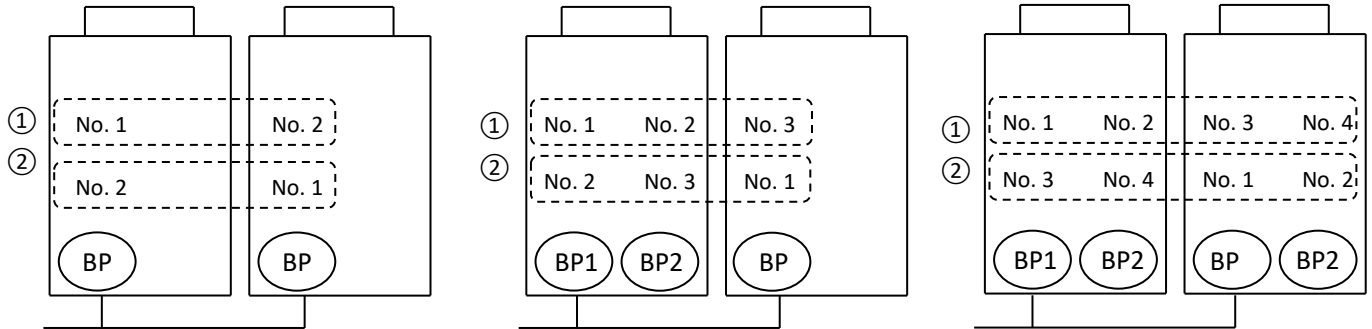 ① No. 1 No. 2
② No. 2 No. 1
BP BP
① No. 1 No. 2 No. 3
② No. 2 No. 3 No. 1
BP1 BP2 BP
① No. 1 No. 2 No. 3 No. 4
② No. 3 No. 4 No. 1 No. 2
BP1 BP2 BP BP2